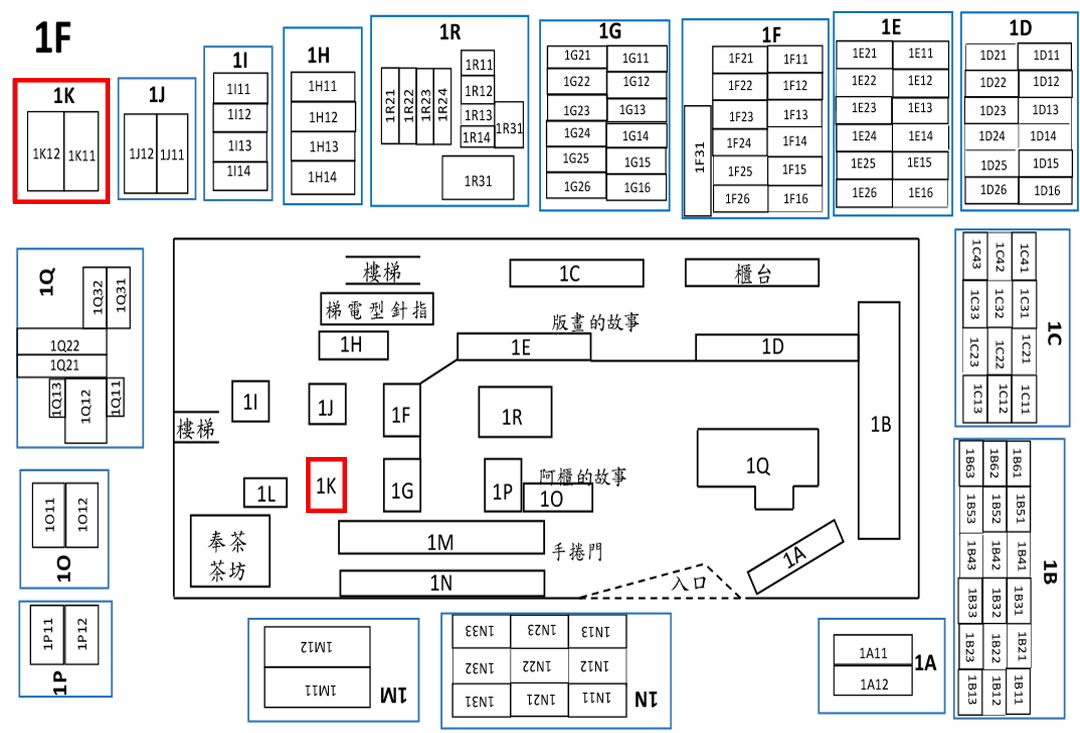 1F
1K
1K12 1K11
1J
1J12 1J11
1I
1I11
1I12
1I13
1I14
1H
1H11
1H12
1H13
1H14
1R
1R21 1R22 1R23 1R24
1R11
1R12
1R13
1R14
1R31
1R31
1G
1G21 1G11
1G22 1G12
1G23 1G13
1G24 1G14
1G25 1G15
1G26 1G16
1F
1F31
1F21 1F11
1F22 1F12
1F23 1F13
1F24 1F14
1F25 1F15
1F26 1F16
1E
1E21 1E11
1E22 1E12
1E23 1E13
1E24 1E14
1E25 1E15
1E26 1E16
1D
1D21 1D11
1D22 1D12
1D23 1D13
1D24 1D14
1D25 1D15
1D26 1D16
1Q
1Q32 1Q31
1Q22
1Q21
1Q13 1Q12 1Q11
1O11 1O12
1O
1P11 1P12
1P
樓梯
梯電型針指
1H
1C
櫃台
版畫的故事
1E
1D
1I
1J
1F
1R
1B
樓梯
1L
1K
1G
1P
阿櫃的故事
1O
1Q
奉茶
茶坊
1M
手捲門
1N
入口
1A
1C43 1C42 1C41
1C33 1C32 1C31
1C23 1C22 1C21
1C13 1C12 1C11
1C
1B63 1B62 1B61
1B53 1B52 1B51
1B43 1B42 1B41
1B33 1B32 1B31
1B23 1B22 1B21
1B13 1B12 1B11
1B
1M12
1M11
1M
1N33 1N23 1N13
1N32 1N22 1N12
1N31 1N21 1N11
1N
1A11
1A12
1A